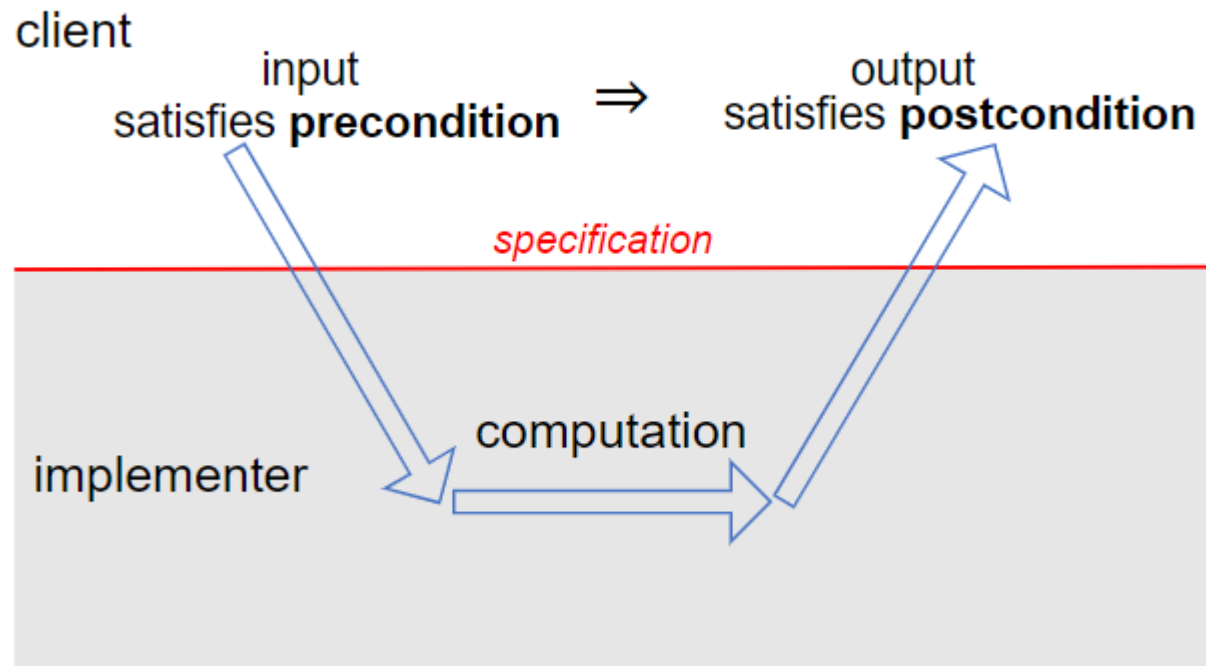 client
input
satisfies precondition
⇒
output
satisfies postcondition
specification
computation
implementer